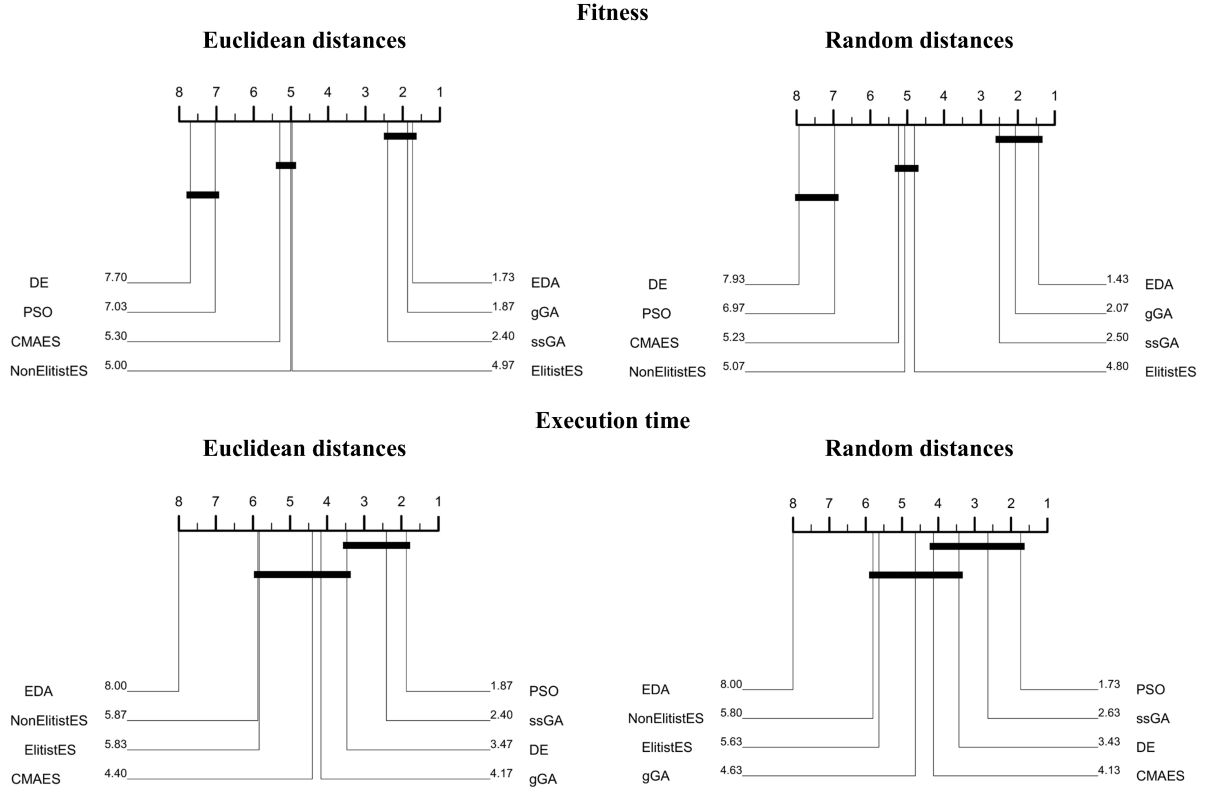 Fitness
Euclidean distances
8 7 6 5 4 3 2 1
DE 7.70
PSO 7.03
CMAES 5.30
NonElitistES 5.00
1.73 EDA
1.87 gGA
2.40 ssGA
4.97 ElitistES
Random distances
8 7 6 5 4 3 2 1
DE 7.93
PSO 6.97
CMAES 5.23
NonElitistES 5.07
1.43 EDA
2.07 gGA
2.50 ssGA
4.80 ElitistES
Execution time
Euclidean distances
8 7 6 5 4 3 2 1
EDA 8.00
NonElitistES 5.87
ElitistES 5.83
CMAES 4.40
1.87 PSO
2.40 ssGA
3.47 DE
4.17 gGA
Random distances
8 7 6 5 4 3 2 1
EDA 8.00
NonElitistES 5.80
ElitistES 5.63
gGA 4.63
1.73 PSO
2.63 ssGA
3.43 DE
4.13 CMAES